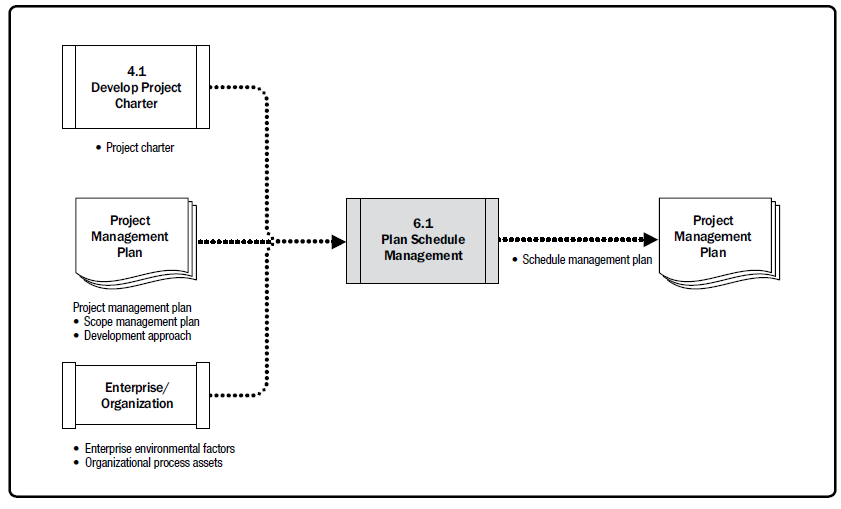 4.1
Develop Project
Charter
• Project charter
Project
Management
Plan
Project management plan
• Scope management plan
• Development approach
Enterprise/
Organization
• Enterprise environmental factors
• Organizational process assets
6.1
Plan Schedule
Management
• Schedule management plan
Project
Management
Plan